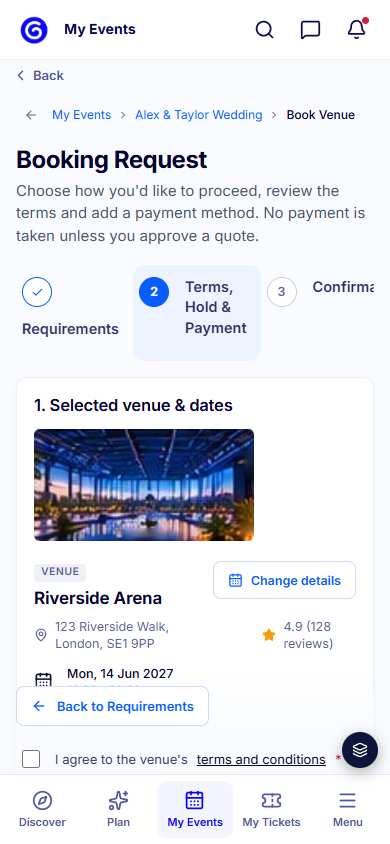 My Events
Back
My Events > Alex & Taylor Wedding > Book Venue
Booking Request
Choose how you'd like to proceed, review the
terms and add a payment method. No payment is
taken unless you approve a quote.
Requirements
2
Terms,
Hold &
Payment
3
Confirma
1. Selected venue & dates
VENUE
Riverside Arena
Change details
123 Riverside Walk,
London, SE1 9PP
4.9 (128
reviews)
Mon, 14 Jun 2027
Back to Requirements
I agree to the venue's terms and conditions *
Discover
Plan
My Events
My Tickets
Menu